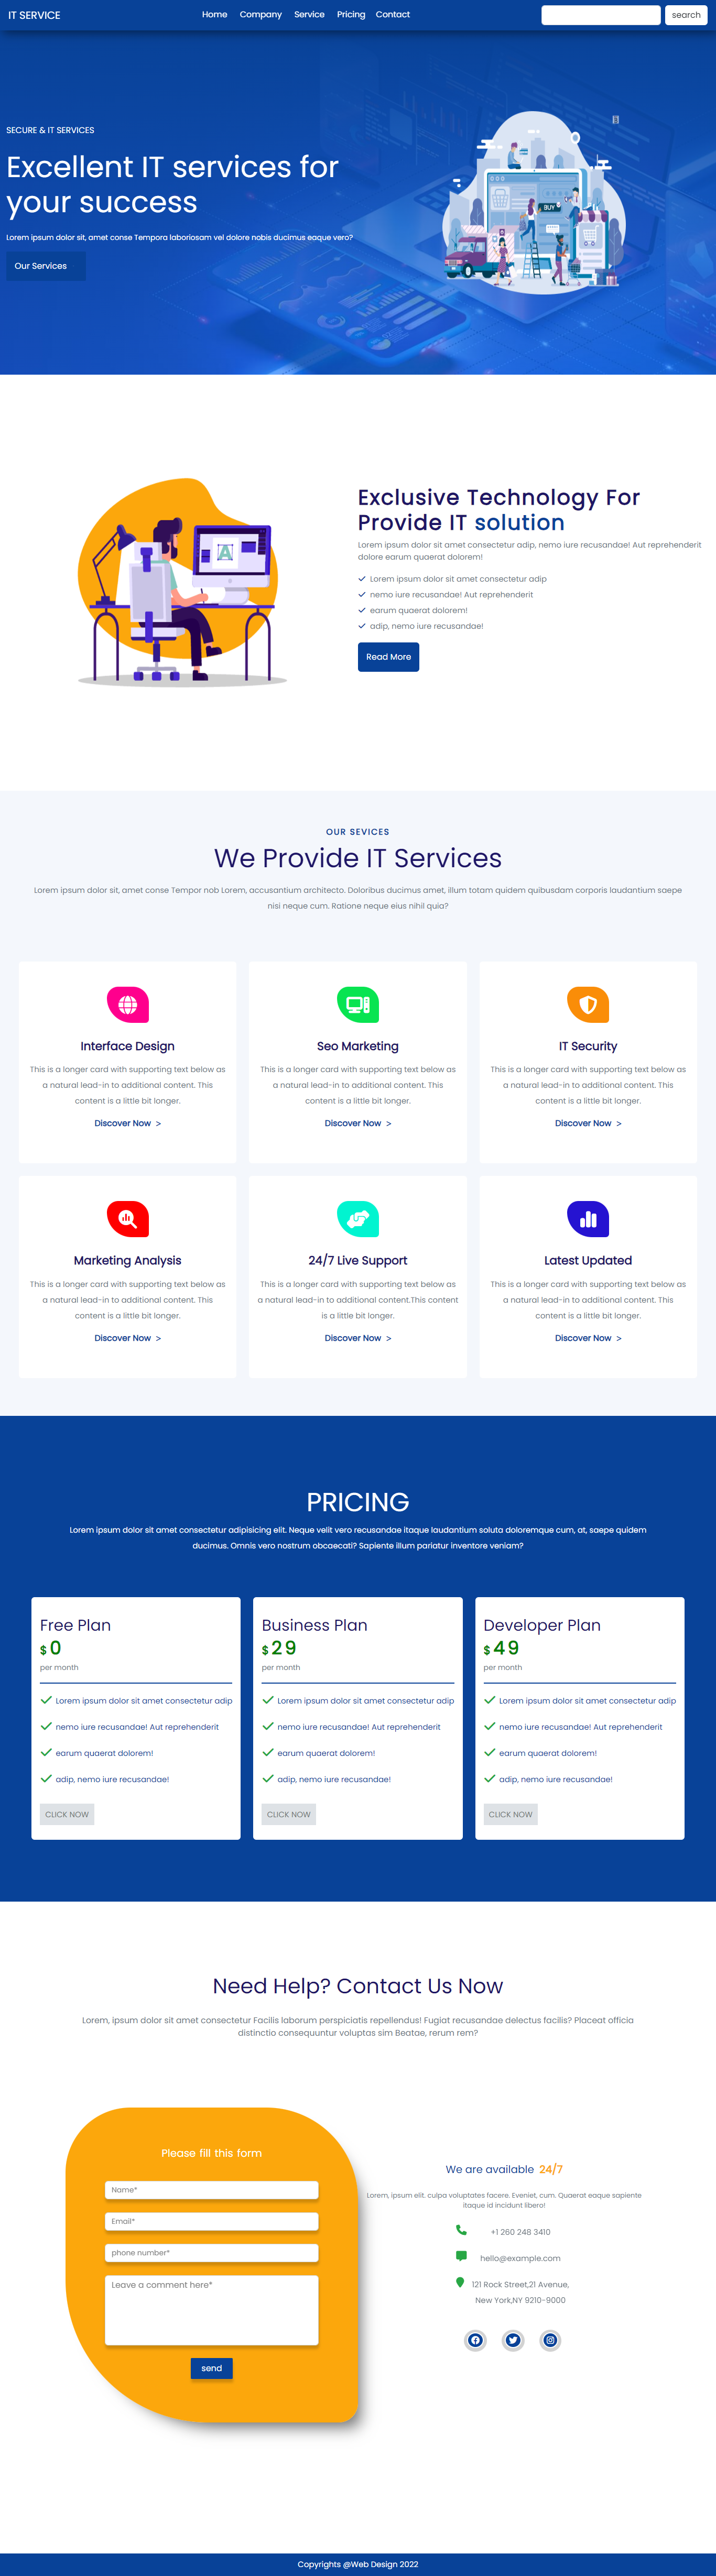 IT SERVICE
Home Company Service Pricing Contact
search
SECURE & IT SERVICES
Excellent IT services for
your success
Lorem ipsum dolor sit, amet conse Tempora laboriosam vel dolore nobis ducimus eaque vero?
Our Services
BUY
Exclusive Technology For
Provide IT solution
Lorem ipsum dolor sit amet consectetur adip, nemo iure recusandae! Aut reprehenderit
dolore earum quaerat dolorem!
Lorem ipsum dolor sit amet consectetur adip
nemo iure recusandae! Aut reprehenderit
earum quaerat dolorem!
adip, nemo iure recusandae!
Read More
OUR SEVICES
We Provide IT Services
Lorem ipsum dolor sit, amet conse Tempor nob Lorem, accusantium architecto. Doloribus ducimus amet, illum totam quidem quibusdam corporis laudantium saepe
nisi neque cum. Ratione neque eius nihil quia?
Interface Design
This is a longer card with supporting text below as
a natural lead-in to additional content. This
content is a little bit longer.
Discover Now >
Seo Marketing
This is a longer card with supporting text below as
a natural lead-in to additional content. This
content is a little bit longer.
Discover Now >
IT Security
This is a longer card with supporting text below as
a natural lead-in to additional content. This
content is a little bit longer.
Discover Now >
Marketing Analysis
This is a longer card with supporting text below as
a natural lead-in to additional content. This
content is a little bit longer.
Discover Now >
24/7 Live Support
This is a longer card with supporting text below as
a natural lead-in to additional content.This content
is a little bit longer.
Discover Now >
Latest Updated
This is a longer card with supporting text below as
a natural lead-in to additional content. This
content is a little bit longer.
Discover Now >
PRICING
Lorem ipsum dolor sit amet consectetur adipisicing elit. Neque velit vero recusandae itaque laudantium soluta doloremque cum, at, saepe quidem
ducimus. Omnis vero nostrum obcaecati? Sapiente illum pariatur inventore veniam?
Free Plan
$0
per month
Lorem ipsum dolor sit amet consectetur adip
nemo iure recusandae! Aut reprehenderit
earum quaerat dolorem!
adip, nemo iure recusandae!
CLICK NOW
Business Plan
$29
per month
Lorem ipsum dolor sit amet consectetur adip
nemo iure recusandae! Aut reprehenderit
earum quaerat dolorem!
adip, nemo iure recusandae!
CLICK NOW
Developer Plan
$49
per month
Lorem ipsum dolor sit amet consectetur adip
nemo iure recusandae! Aut reprehenderit
earum quaerat dolorem!
adip, nemo iure recusandae!
CLICK NOW
Need Help? Contact Us Now
Lorem, ipsum dolor sit amet consectetur Facilis laborum perspiciatis repellendus! Fugiat recusandae delectus facilis? Placeat officia
distinctio consequuntur voluptas sim Beatae, rerum rem?
Please fill this form
Name*
Email*
phone number*
Leave a comment here*
send
We are available 24/7
Lorem, ipsum elit. culpa voluptates facere. Eveniet, cum. Quaerat eaque sapiente
itaque id incidunt libero!
+1 260 248 3410
hello@example.com
121 Rock Street,21 Avenue,
New York,NY 9210-9000
Copyrights @Web Design 2022